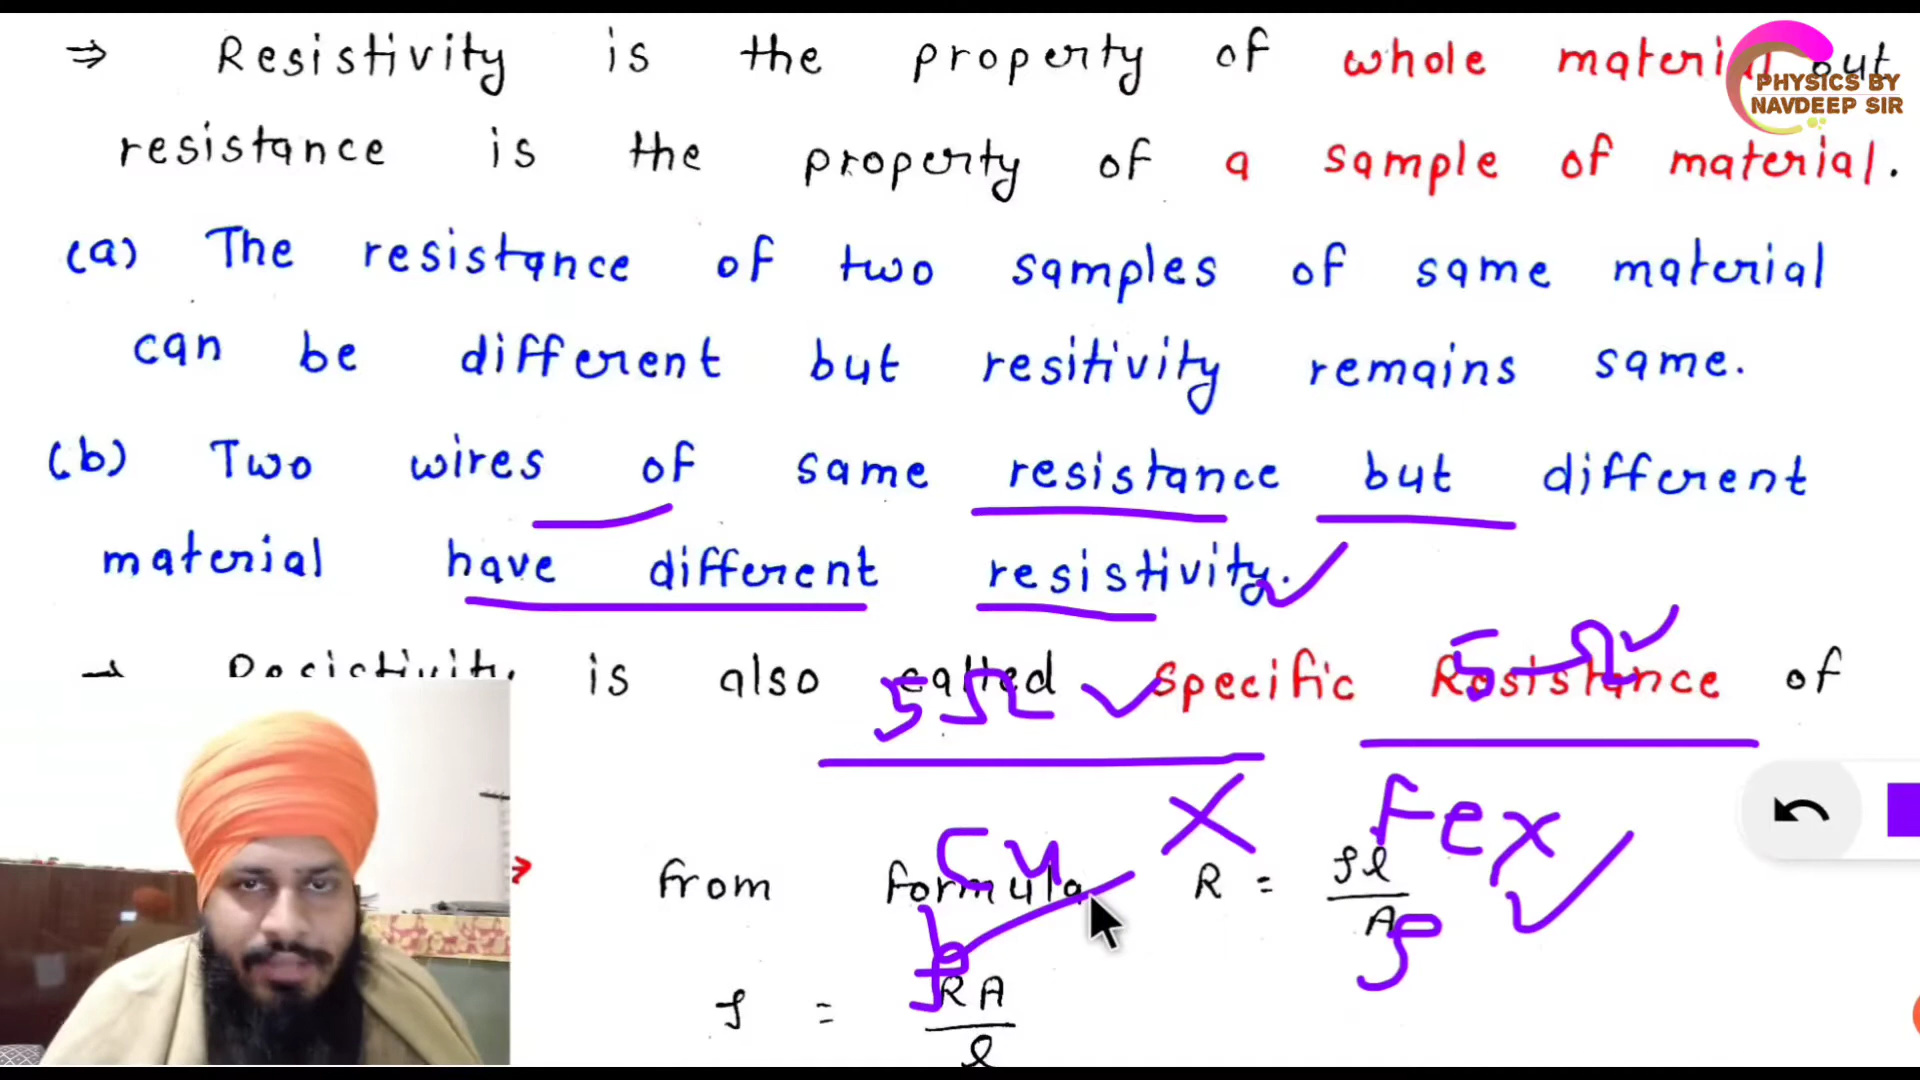 ⇒ Resistivity is the property of whole material but
PHYSICS BY
NAVDEEP SIR
resistance is the property of a sample of material.
(a) The resistance of two samples of same material
can be different but resitivity remains same.
(b) Two wires of same resistance but different
material have different resistivity.
→ Resistivity is also called Specific Resistance of
5Ω 5Ω
Cu Fe
from formula R = ρl/A
ρ ρ
ρ = RA/l